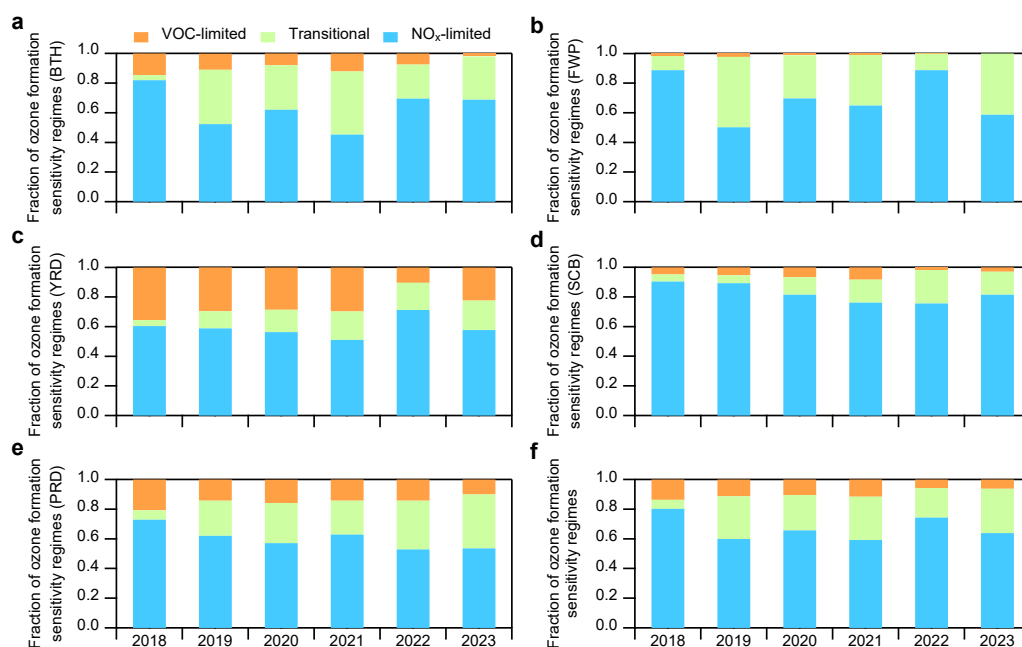 a
VOC-limited Transitional NOx-limited
b
Fraction of ozone formation
sensitivity regimes (BTH)
1.0
0.8
0.6
0.4
0.2
0.0
Fraction of ozone formation
sensitivity regimes (FWP)
1.0
0.8
0.6
0.4
0.2
0.0
c
Fraction of ozone formation
sensitivity regimes (YRD)
1.0
0.8
0.6
0.4
0.2
0.0
d
Fraction of ozone formation
sensitivity regimes (SCB)
1.0
0.8
0.6
0.4
0.2
0.0
e
Fraction of ozone formation
sensitivity regimes (PRD)
1.0
0.8
0.6
0.4
0.2
0.0
2018 2019 2020 2021 2022 2023
f
Fraction of ozone formation
sensitivity regimes
1.0
0.8
0.6
0.4
0.2
0.0
2018 2019 2020 2021 2022 2023